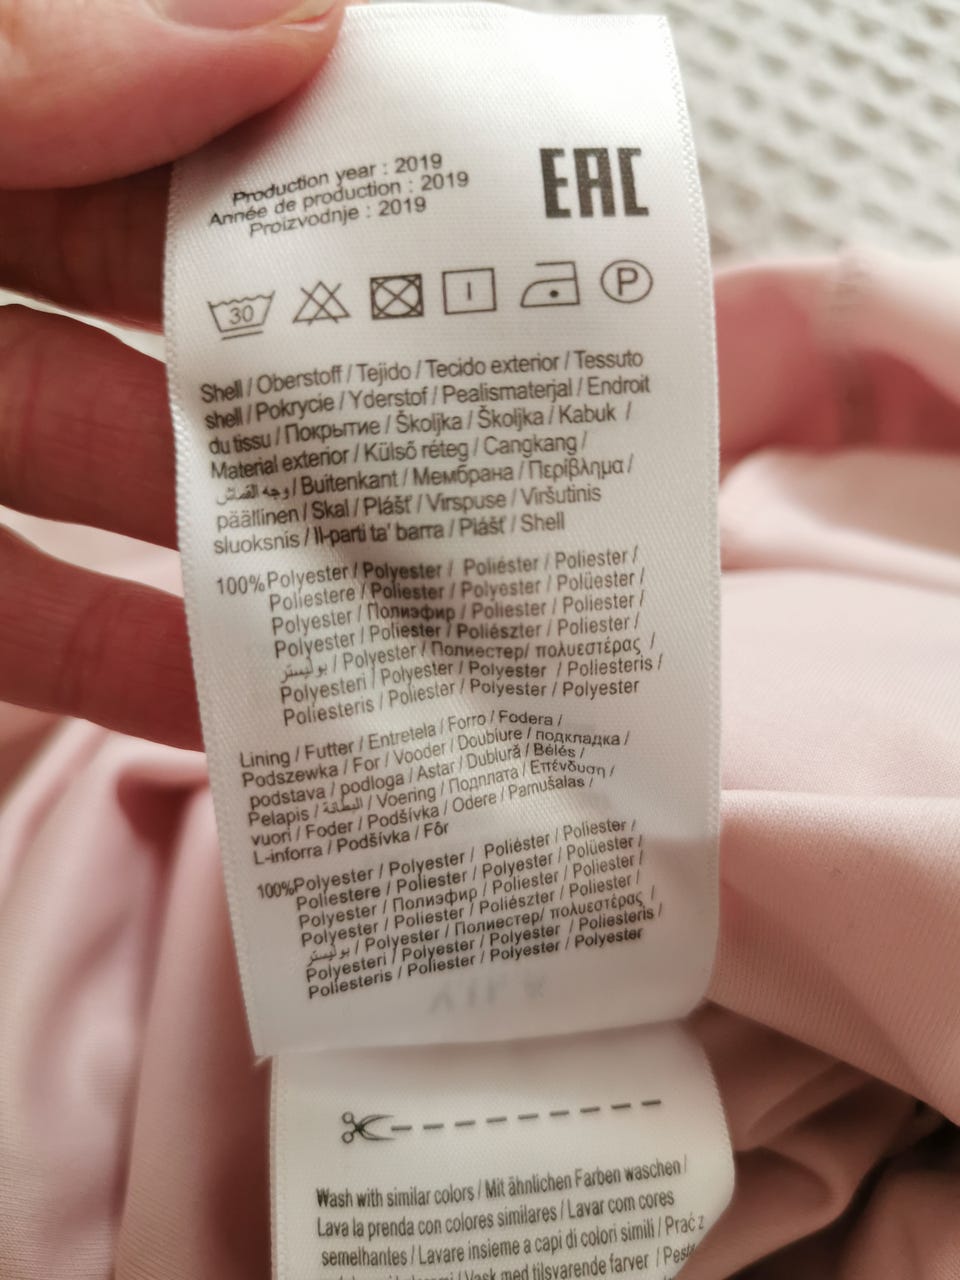 Production year : 2019
Année de production : 2019
Proizvodnje : 2019
EAC
30
P
Shell / Oberstoff / Tejido / Tecido exterior / Tessuto
shell / Pokrycie / Yderstof / Pealismaterjal / Endroit
du tissu / Покрытие / Školjka / Školjka / Kabuk /
Material exterior / Külső réteg / Cangkang /
وجه القماش / Buitenkant / Мембрана / Περίβλημα /
päällinen / Skal / Plášť / Virspuse / Viršutinis
sluoksnis / Il-parti ta' barra / Plášť / Shell
100%Polyester / Polyester / Poliéster / Poliester /
Poliestere / Poliester / Polyester / Polüester /
Polyester / Полиэфир / Poliester / Poliester /
Polyester / Poliester / Poliészter / Poliester /
بوليستر / Polyester / Полиестер/ πολυεστέρας /
Polyesteri / Polyester / Polyester / Poliesteris /
Poliesteris / Poliester / Polyester / Polyester
Lining / Futter / Entretela / Forro / Fodera /
Podszewka / For / Vooder / Doublure / подкладка /
podstava / podloga / Astar / Dublură / Bélés /
Pelapis / البطانة / Voering / Подплата / Επένδυση /
vuori / Foder / Podšívka / Odere / Pamušalas /
L-inforra / Podšívka / Fôr
100%Polyester / Polyester / Poliéster / Poliester /
Poliestere / Poliester / Polyester / Polüester /
Polyester / Полиэфир / Poliester / Poliester /
Polyester / Poliester / Poliészter / Poliester /
بوليستر / Polyester / Полиестер/ πολυεστέρας /
Polyesteri / Polyester / Polyester / Poliesteris /
Poliesteris / Poliester / Polyester / Polyester
Wash with similar colors / Mit ähnlichen Farben waschen /
Lava la prenda con colores similares / Lavar com cores
semelhantes / Lavare insieme a capi di colori simili / Prać z
/ Vask med tilsvarende farver /